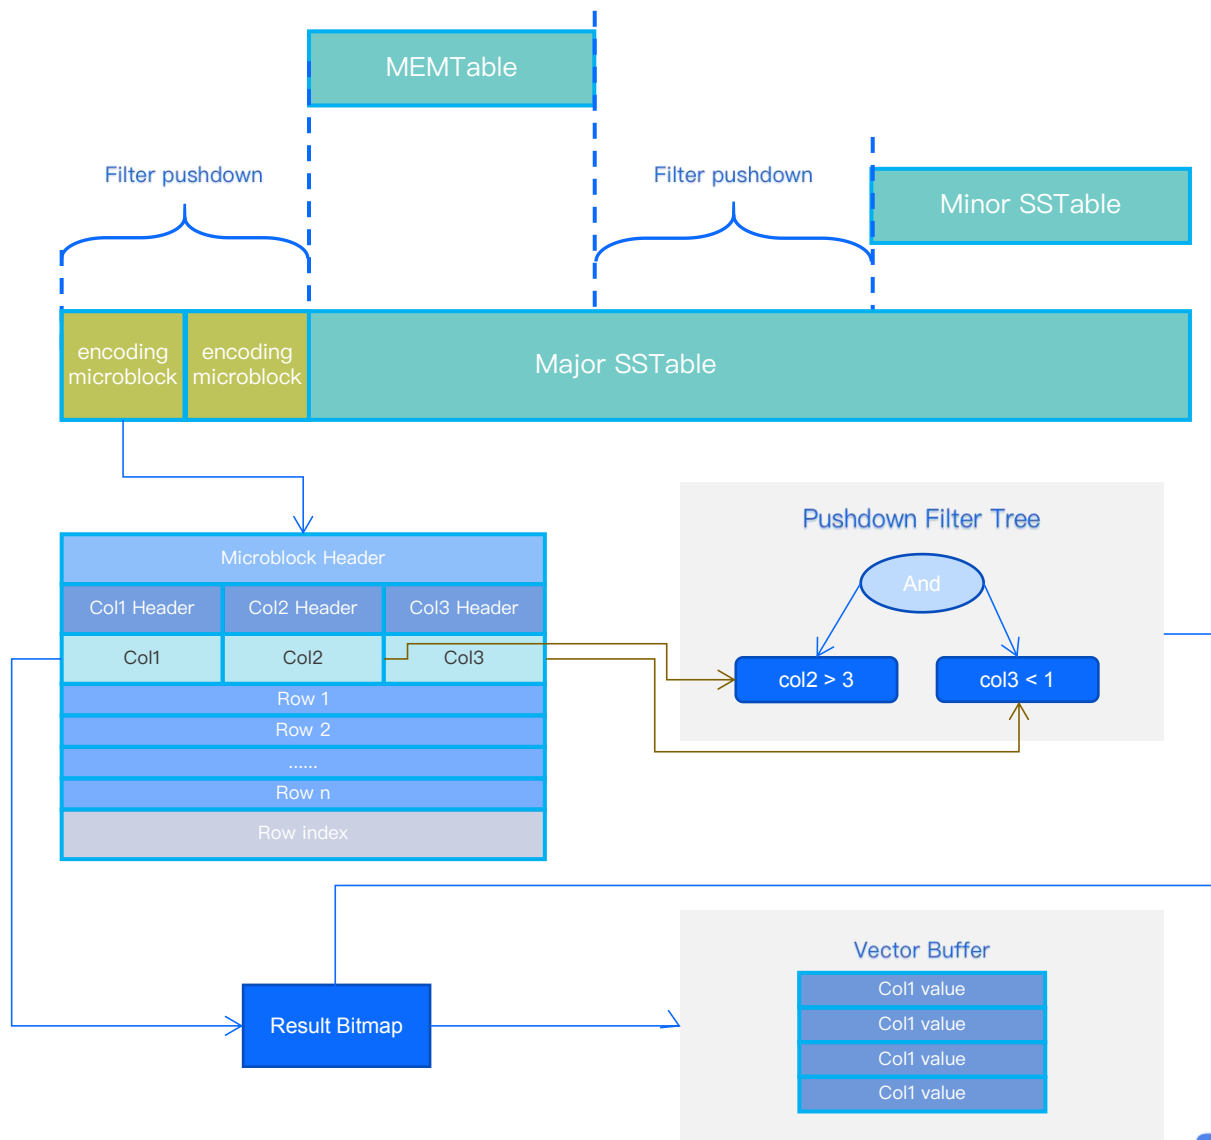 MEMTable
Filter pushdown
Filter pushdown
Minor SSTable
encoding
microblock
encoding
microblock
Major SSTable
Pushdown Filter Tree
And
col2 > 3
col3 < 1
Microblock Header
Col1 Header
Col2 Header
Col3 Header
Col1
Col2
Col3
Row 1
Row 2
......
Row n
Row index
Result Bitmap
Vector Buffer
Col1 value
Col1 value
Col1 value
Col1 value